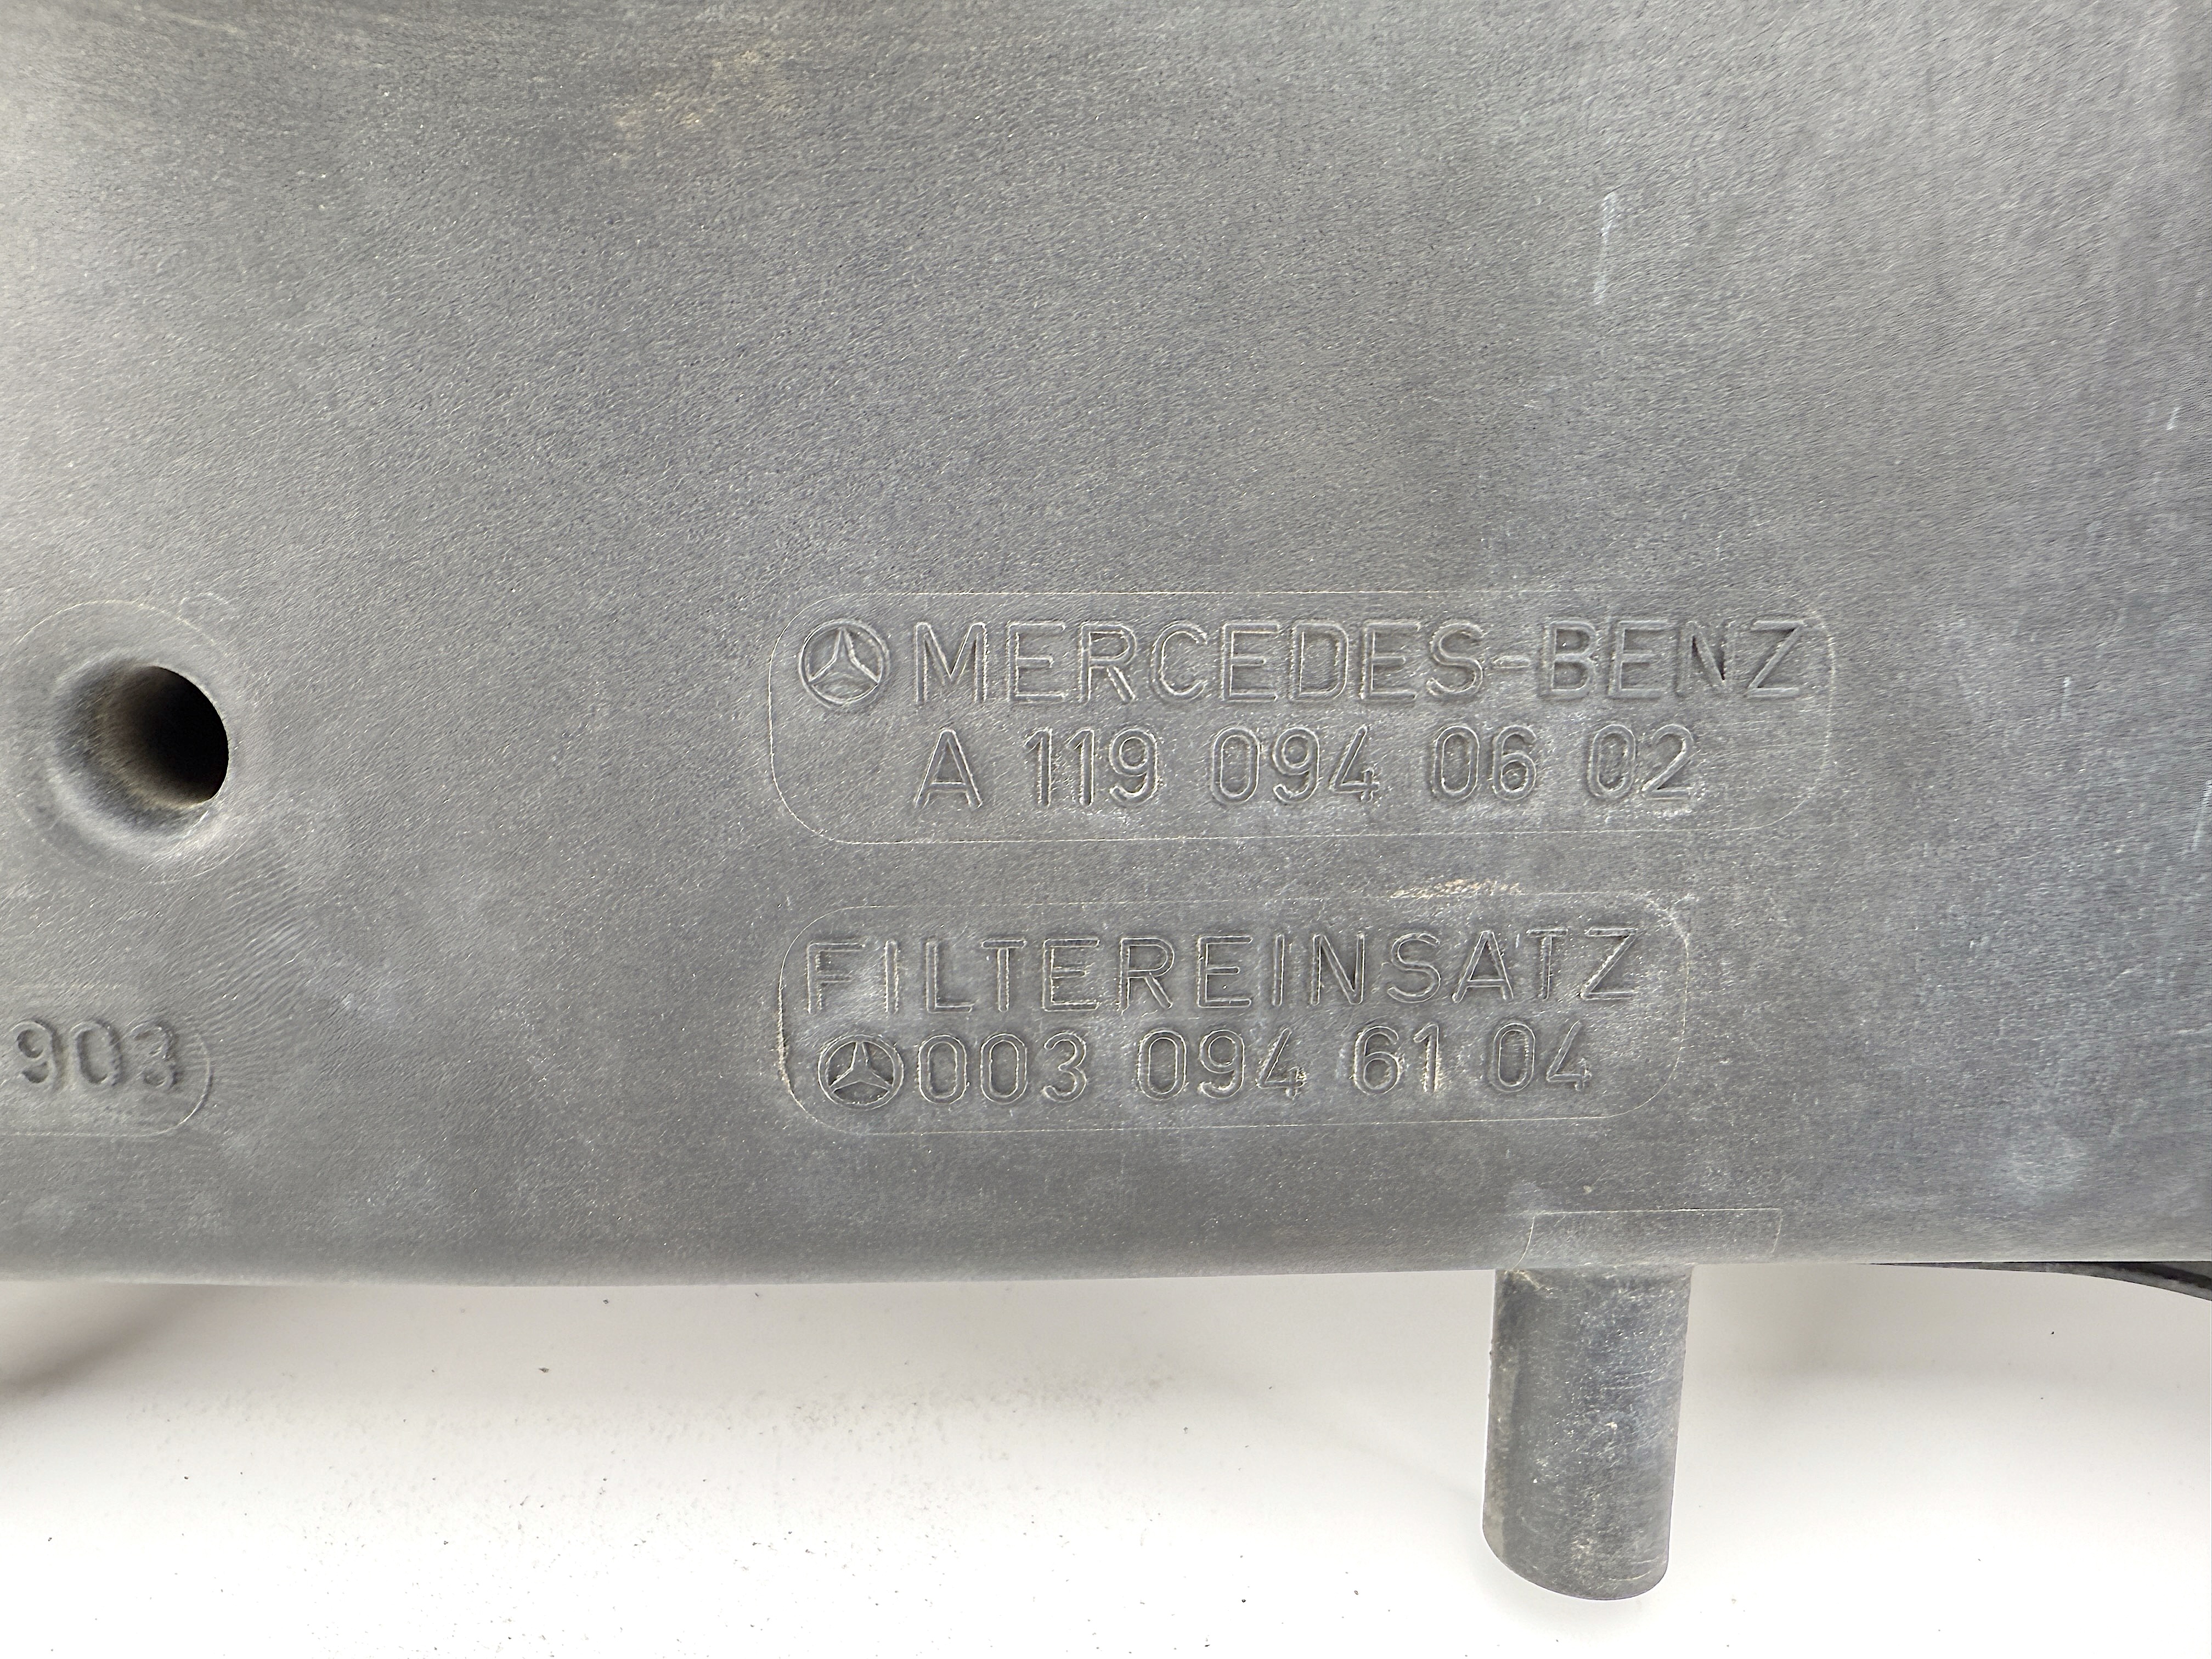 MERCEDES-BENZ
A 119 094 06 02
FILTEREINSATZ
003 094 61 04
903